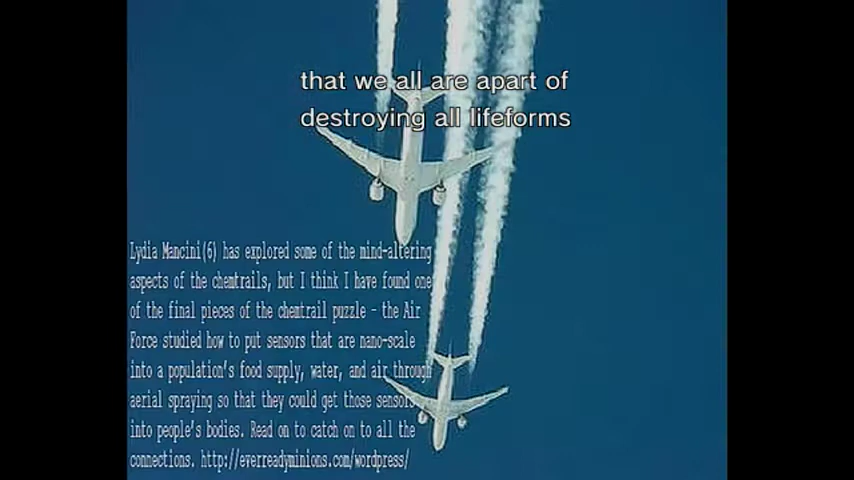 that we all are apart of
destroying all lifeforms
Lydia Mancini(6) has explored some of the mind-altering
aspects of the chemtrails, but I think I have found one
of the final pieces of the chemtrail puzzle - the Air
Force studied how to put sensors that are nano-scale
into a population's food supply, water, and air through
aerial spraying so that they could get those sensors
into people's bodies. Read on to catch on to all the
connections. http://everreadyminions.com/wordpress/